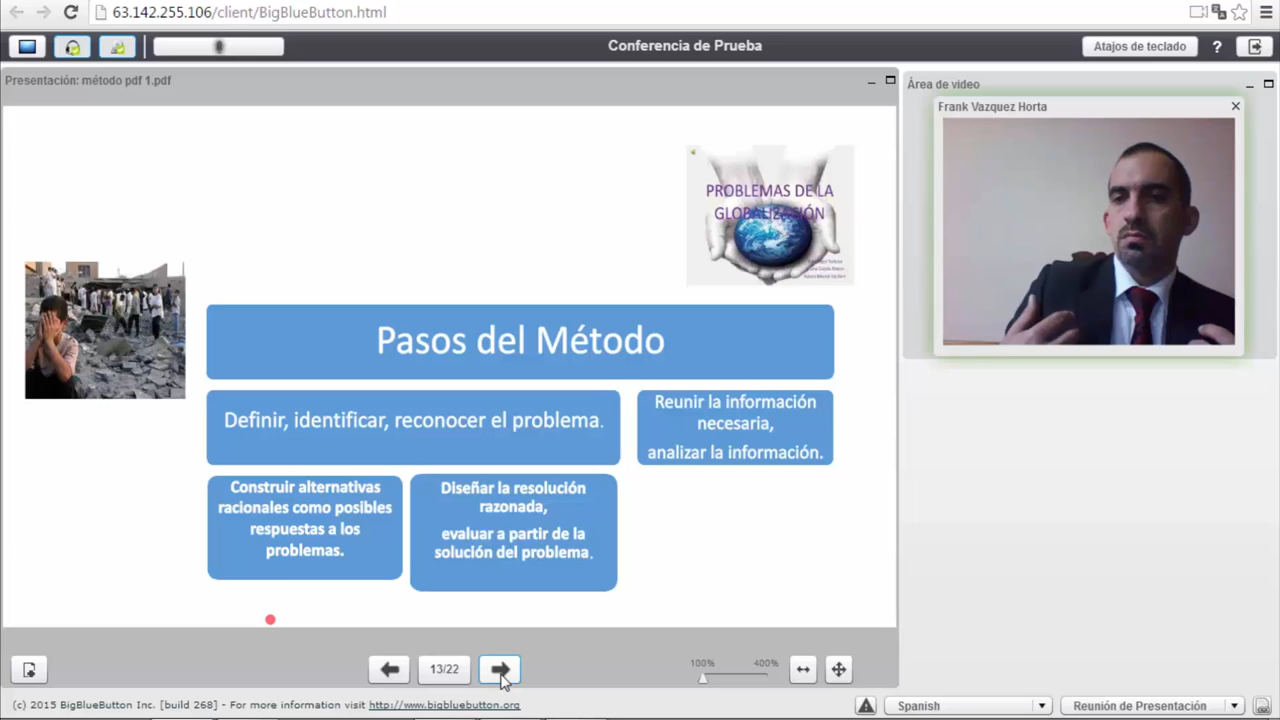 63.142.255.106/client/BigBlueButton.html
Conferencia de Prueba
Atajos de teclado
?
Presentación: método pdf 1.pdf
Área de video
Frank Vazquez Horta
PROBLEMAS DE LA
GLOBALIZACIÓN
Pasos del Método
Definir, identificar, reconocer el problema.
Reunir la información
necesaria,
analizar la información.
Construir alternativas
racionales como posibles
respuestas a los
problemas.
Diseñar la resolución
razonada,
evaluar a partir de la
solución del problema.
13/22
100%
400%
(c) 2015 BigBlueButton Inc. [build 268] - For more information visit http://www.bigbluebutton.org
Spanish
Reunión de Presentación